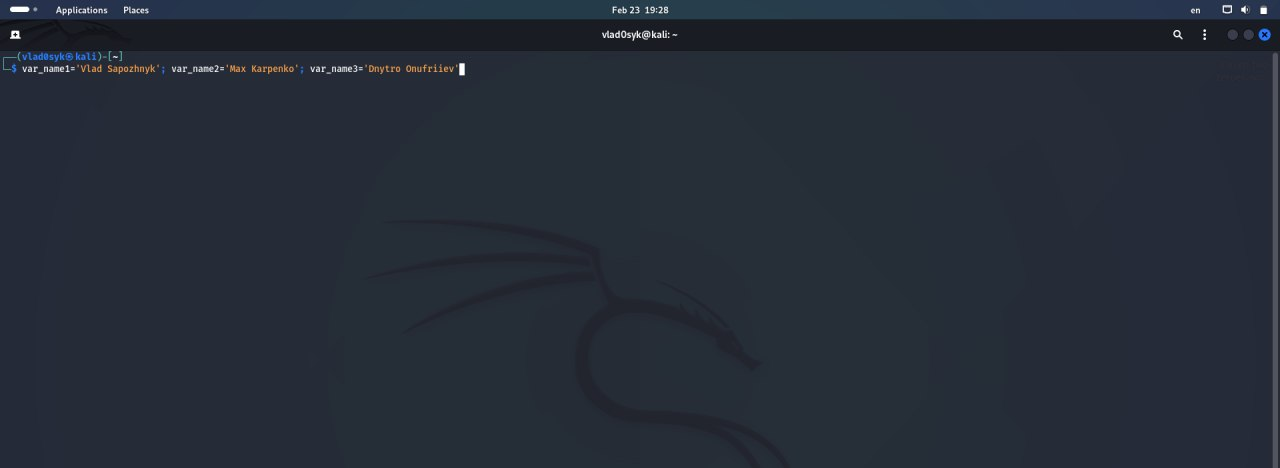 Applications Places Feb 23 19:28 en
vlad0syk@kali: ~
┌──(vlad0syk㉿kali)-[~]
└─$ var_name1='Vlad Sapozhnyk'; var_name2='Max Karpenko'; var_name3='Dnytro Onufriiev'